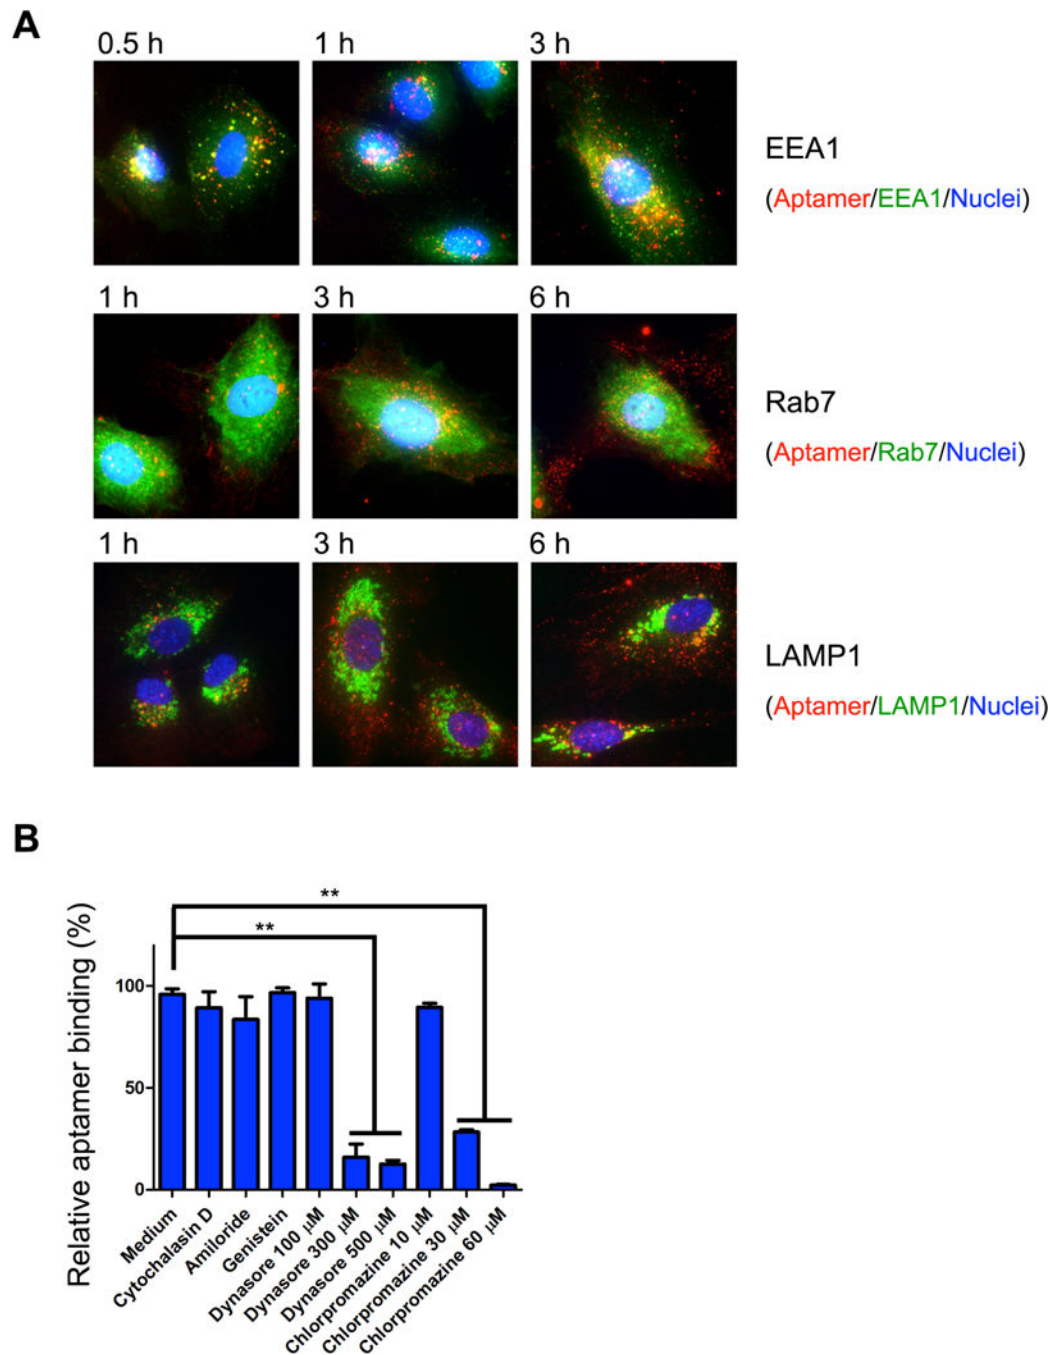 A
0.5 h
1 h
3 h
EEA1
(Aptamer/EEA1/Nuclei)
1 h
3 h
6 h
Rab7
(Aptamer/Rab7/Nuclei)
1 h
3 h
6 h
LAMP1
(Aptamer/LAMP1/Nuclei)
B
**
**
Relative aptamer binding (%)
100
50
0
Medium
Cytochalasin D
Amiloride
Genistein
Dynasore 100 µM
Dynasore 300 µM
Dynasore 500 µM
Chlorpromazine 10 µM
Chlorpromazine 30 µM
Chlorpromazine 60 µM